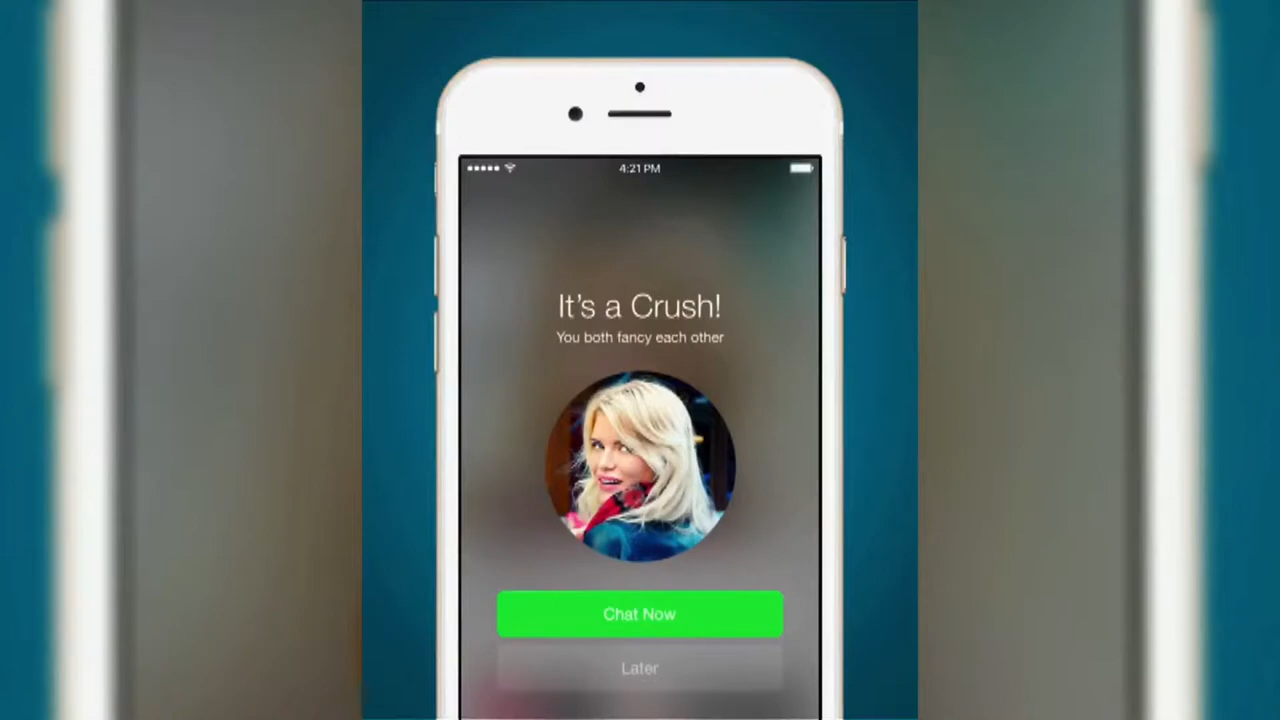 4:21 PM
It's a Crush!
You both fancy each other
Chat Now
Later